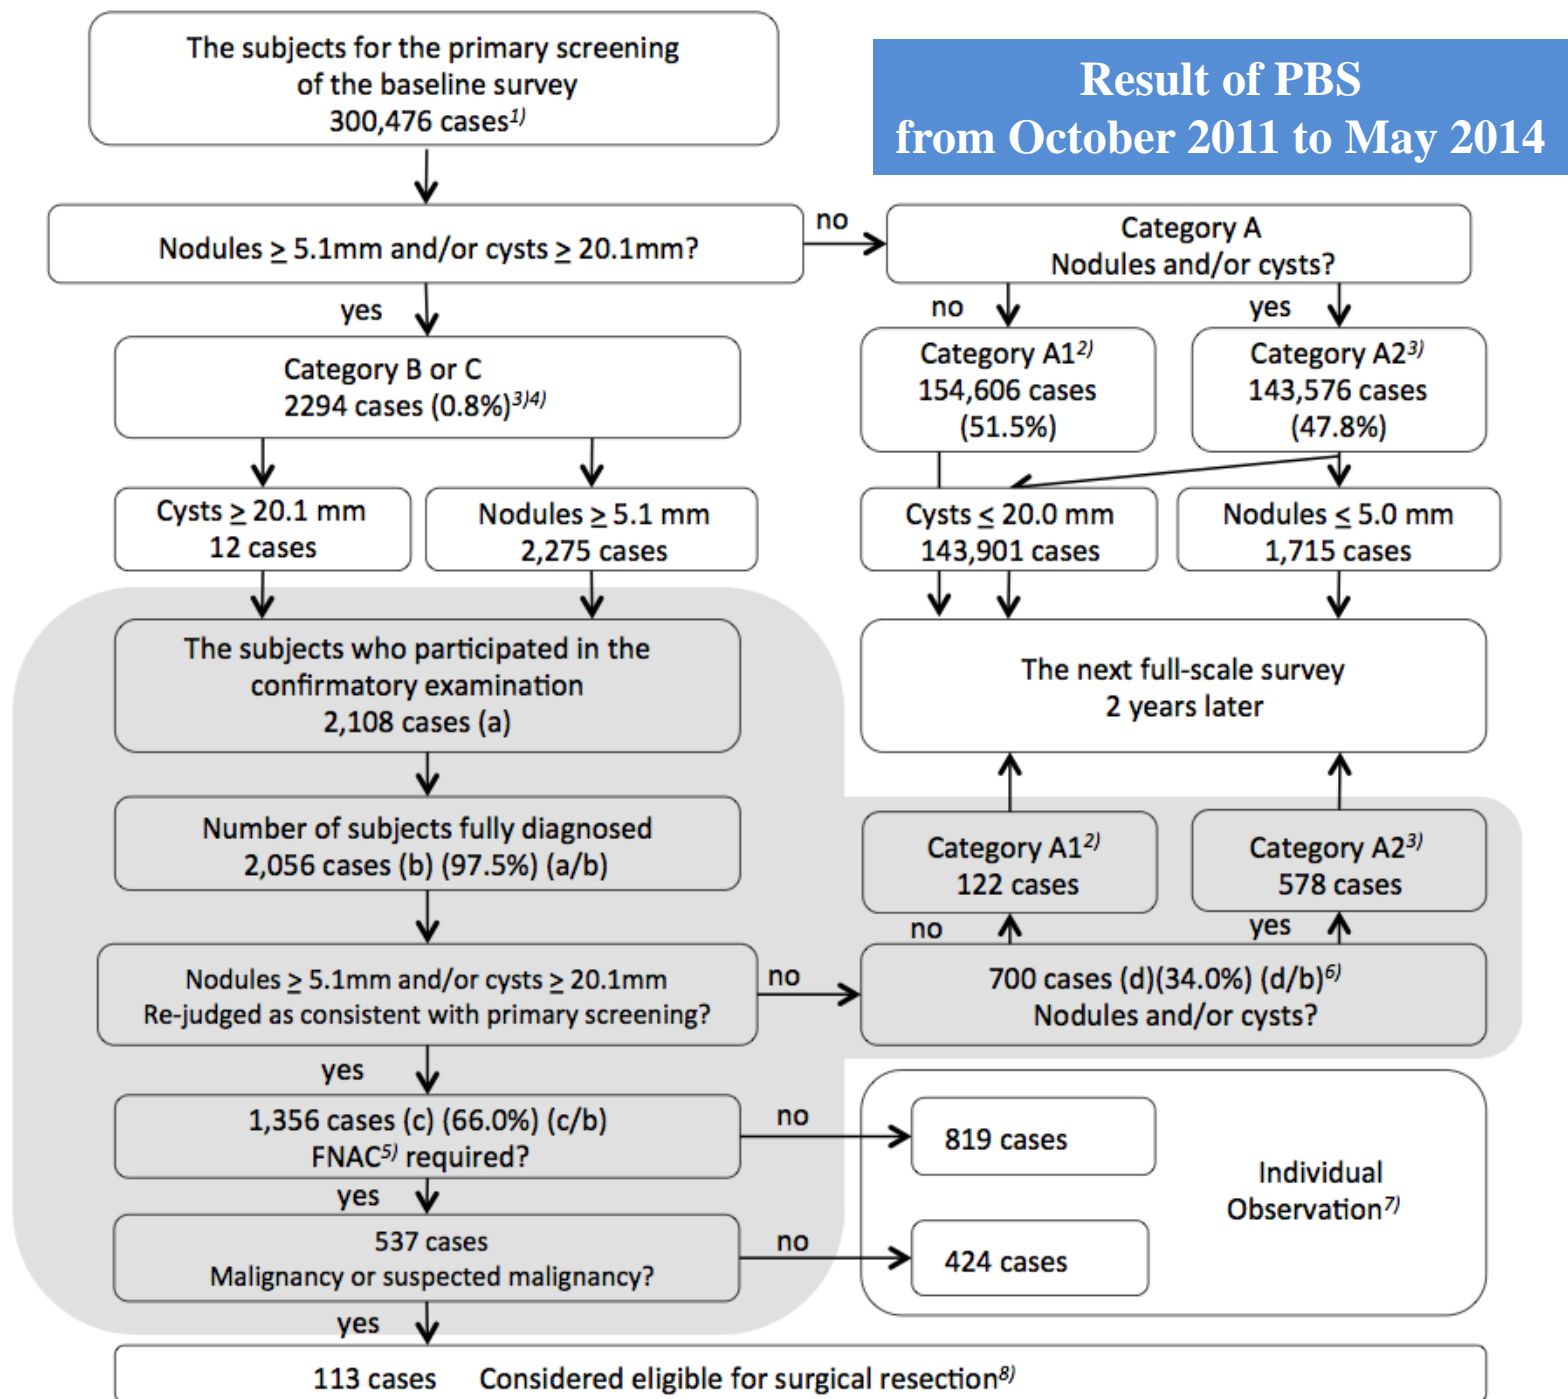 The subjects for the primary screening
of the baseline survey
300,476 cases1)
Result of PBS
from October 2011 to May 2014
Nodules ≥ 5.1mm and/or cysts ≥ 20.1mm?
no
Category A
Nodules and/or cysts?
yes
no
yes
Category B or C
2294 cases (0.8%)3)4)
Category A12)
154,606 cases
(51.5%)
Category A23)
143,576 cases
(47.8%)
Cysts ≥ 20.1 mm
12 cases
Nodules ≥ 5.1 mm
2,275 cases
Cysts ≤ 20.0 mm
143,901 cases
Nodules ≤ 5.0 mm
1,715 cases
The subjects who participated in the
confirmatory examination
2,108 cases (a)
The next full-scale survey
2 years later
Number of subjects fully diagnosed
2,056 cases (b) (97.5%) (a/b)
Category A12)
122 cases
Category A23)
578 cases
no
yes
Nodules ≥ 5.1mm and/or cysts ≥ 20.1mm
Re-judged as consistent with primary screening?
no
700 cases (d)(34.0%) (d/b)6)
Nodules and/or cysts?
yes
1,356 cases (c) (66.0%) (c/b)
FNAC5) required?
no
819 cases
Individual
Observation7)
yes
537 cases
Malignancy or suspected malignancy?
no
424 cases
yes
113 cases Considered eligible for surgical resection8)